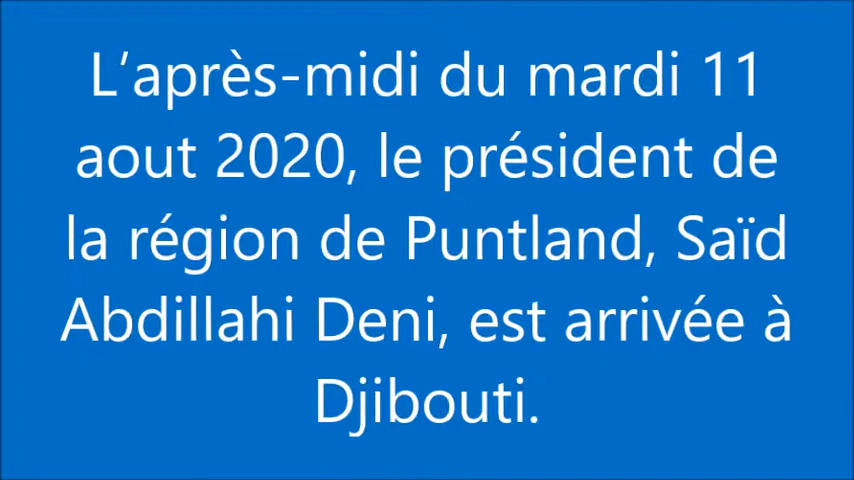 L’après-midi du mardi 11
aout 2020, le président de
la région de Puntland, Saïd
Abdillahi Deni, est arrivée à
Djibouti.